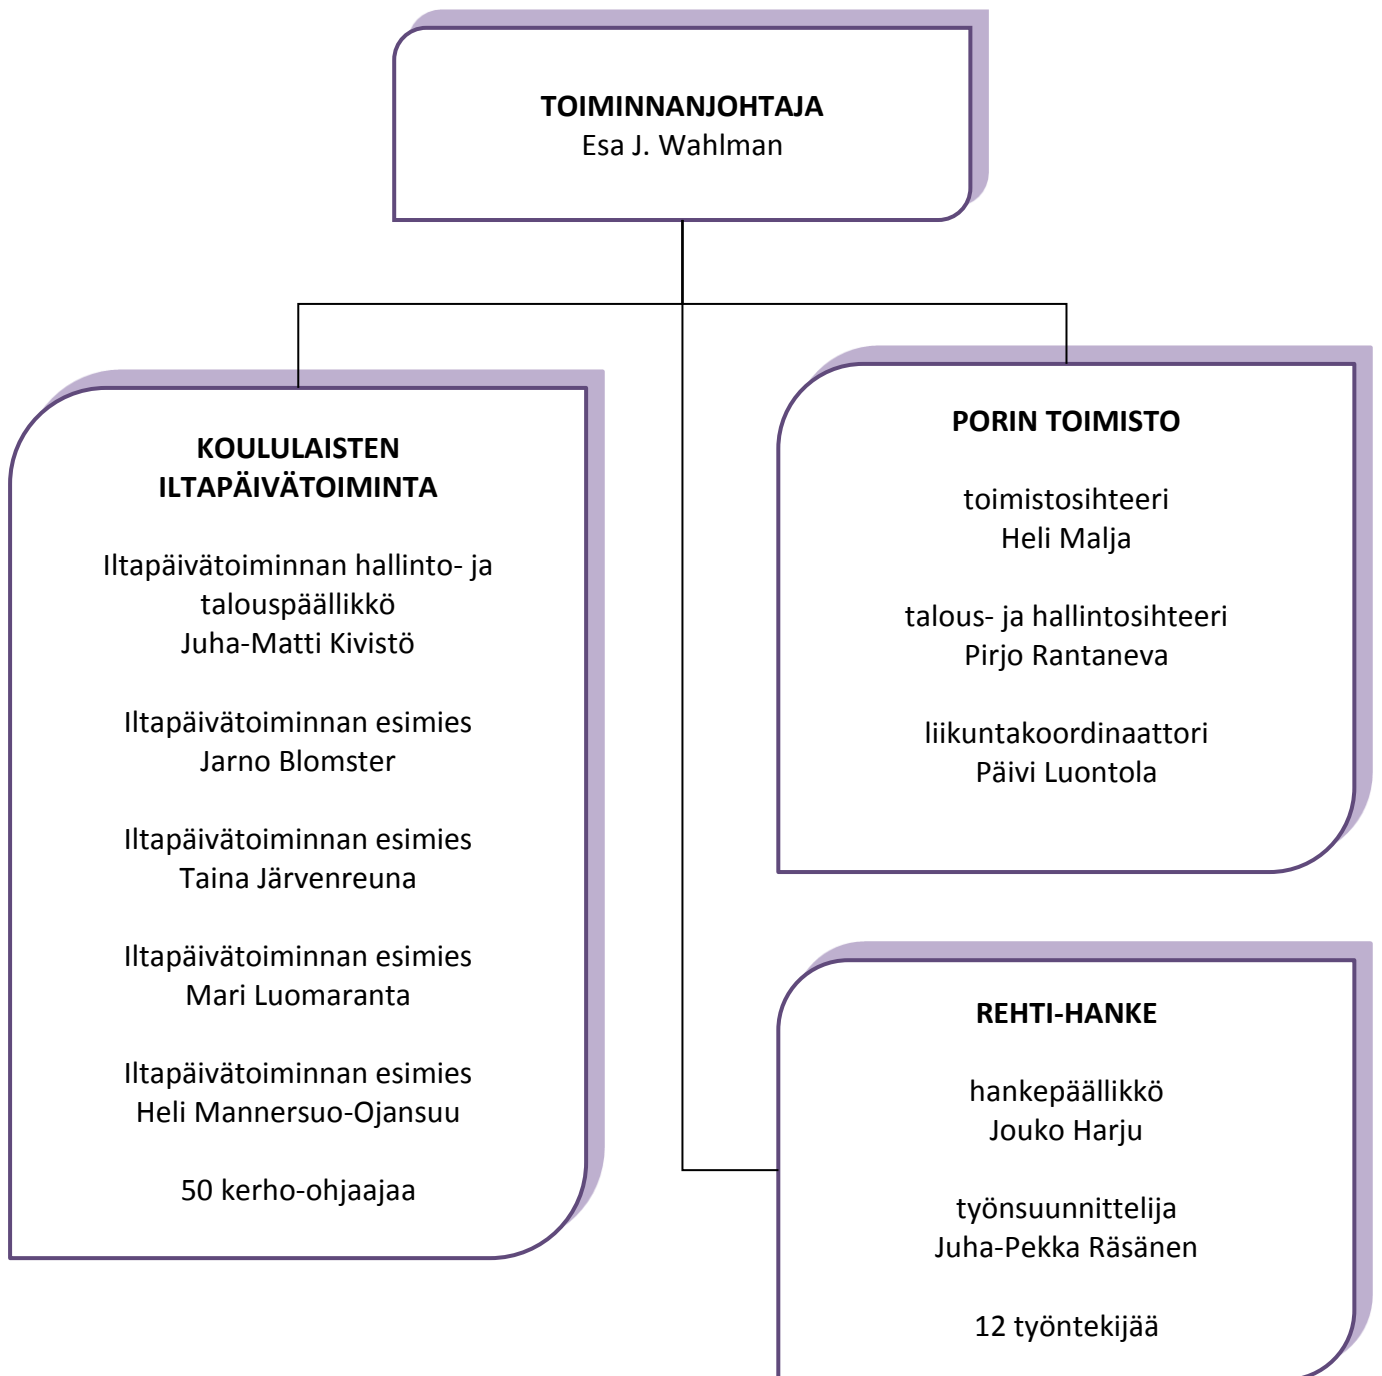 TOIMINNANJOHTAJA
Esa J. Wahlman
KOULULAISTEN
ILTAPÄIVÄTOIMINTA
Iltapäivätoiminnan hallinto- ja
talouspäällikkö
Juha-Matti Kivistö
Iltapäivätoiminnan esimies
Jarno Blomster
Iltapäivätoiminnan esimies
Taina Järvenreuna
Iltapäivätoiminnan esimies
Mari Luomaranta
Iltapäivätoiminnan esimies
Heli Mannersuo-Ojansuu
50 kerho-ohjaajaa
PORIN TOIMISTO
toimistosihteeri
Heli Malja
talous- ja hallintosihteeri
Pirjo Rantaneva
liikuntakoordinaattori
Päivi Luontola
REHTI-HANKE
hankepäällikkö
Jouko Harju
työnsuunnittelija
Juha-Pekka Räsänen
12 työntekijää